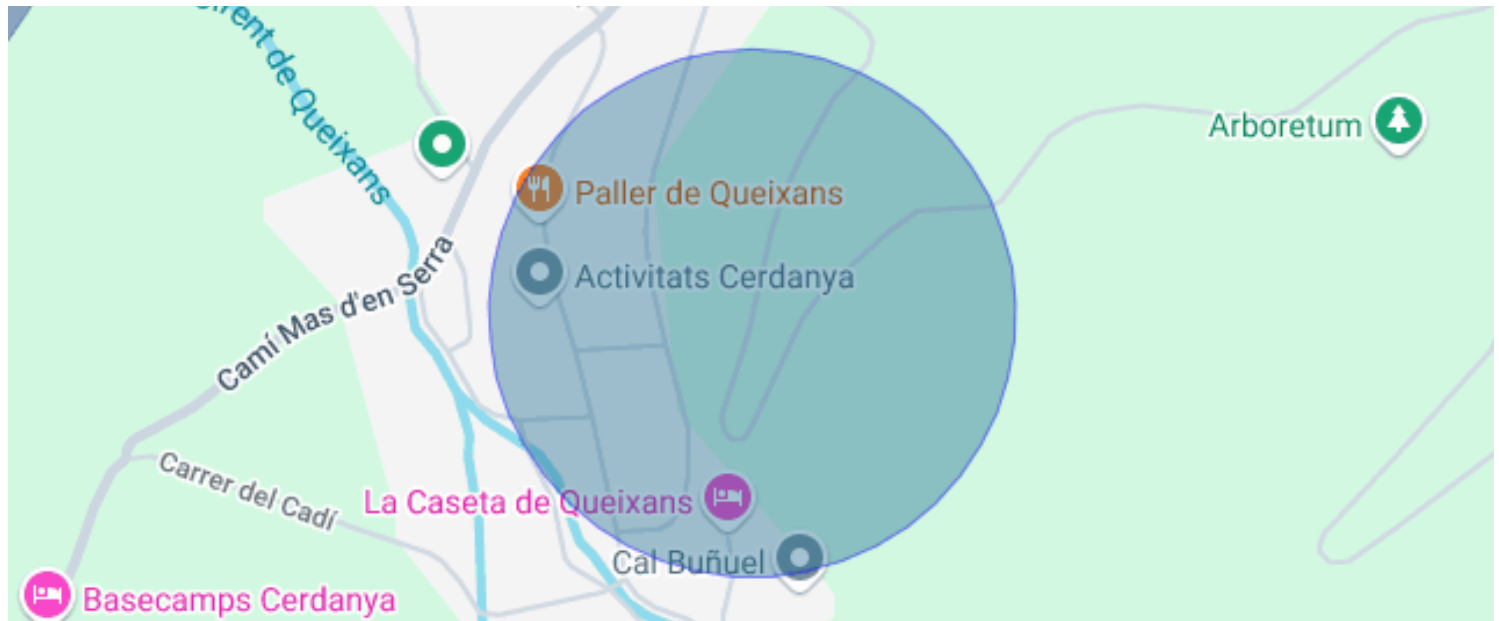 Torrent de Queixans
Arboretum
Paller de Queixans
Activitats Cerdanya
Camí Mas d'en Serra
Carrer del Cadí
La Caseta de Queixans
Cal Buñuel
Basecamps Cerdanya